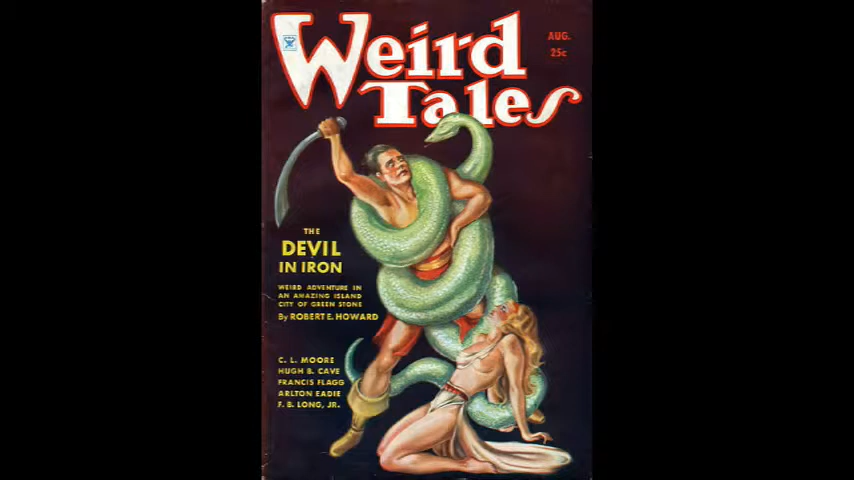 Weird
Tales
AUG.
25c
THE
DEVIL
IN IRON
WEIRD ADVENTURE IN
AN AMAZING ISLAND
CITY OF GREEN STONE
By ROBERT E. HOWARD
C. L. MOORE
HUGH B. CAVE
FRANCIS FLAGG
ARLTON EADIE
F. B. LONG, JR.